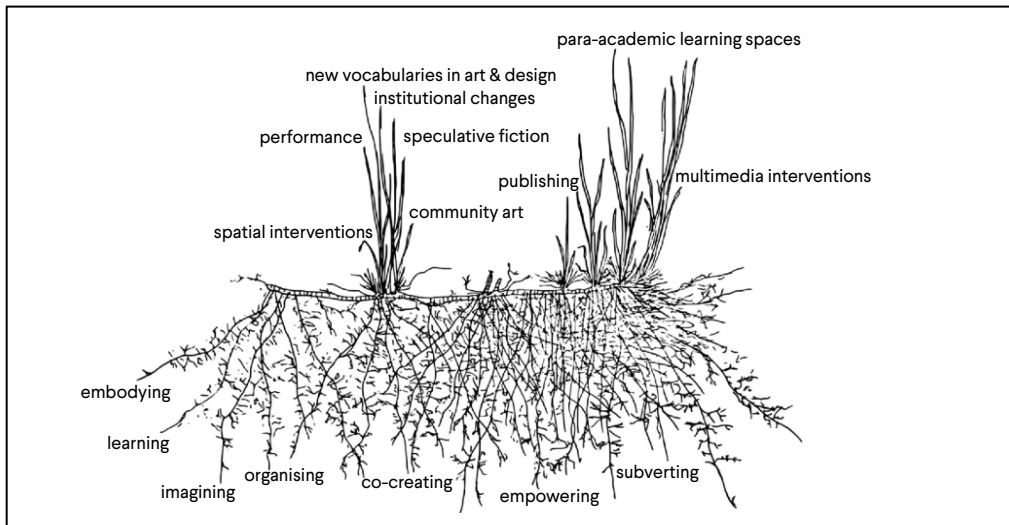 para-academic learning spaces
new vocabularies in art & design
institutional changes
performance
speculative fiction
publishing
multimedia interventions
community art
spatial interventions
embodying
learning
organising
subverting
imagining
co-creating
empowering